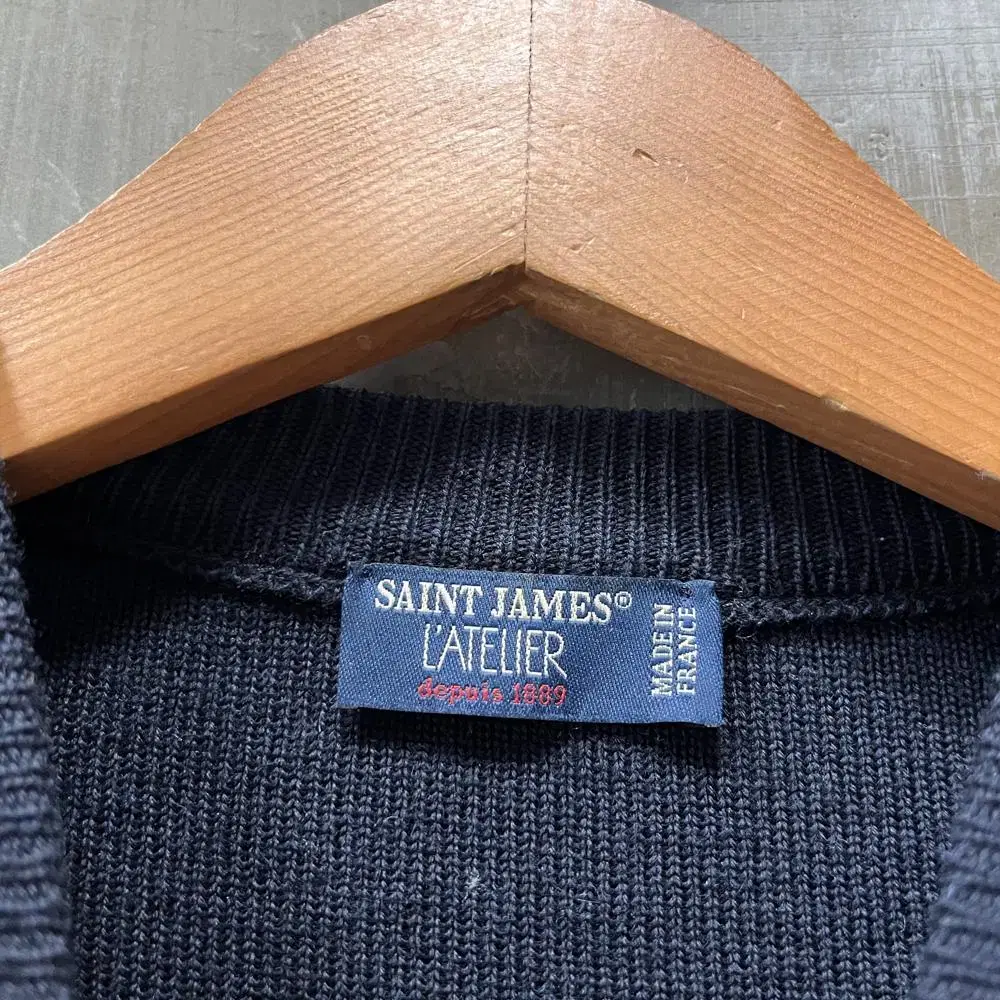 SAINT JAMES®
L'ATELIER
depuis 1889
MADE IN
FRANCE